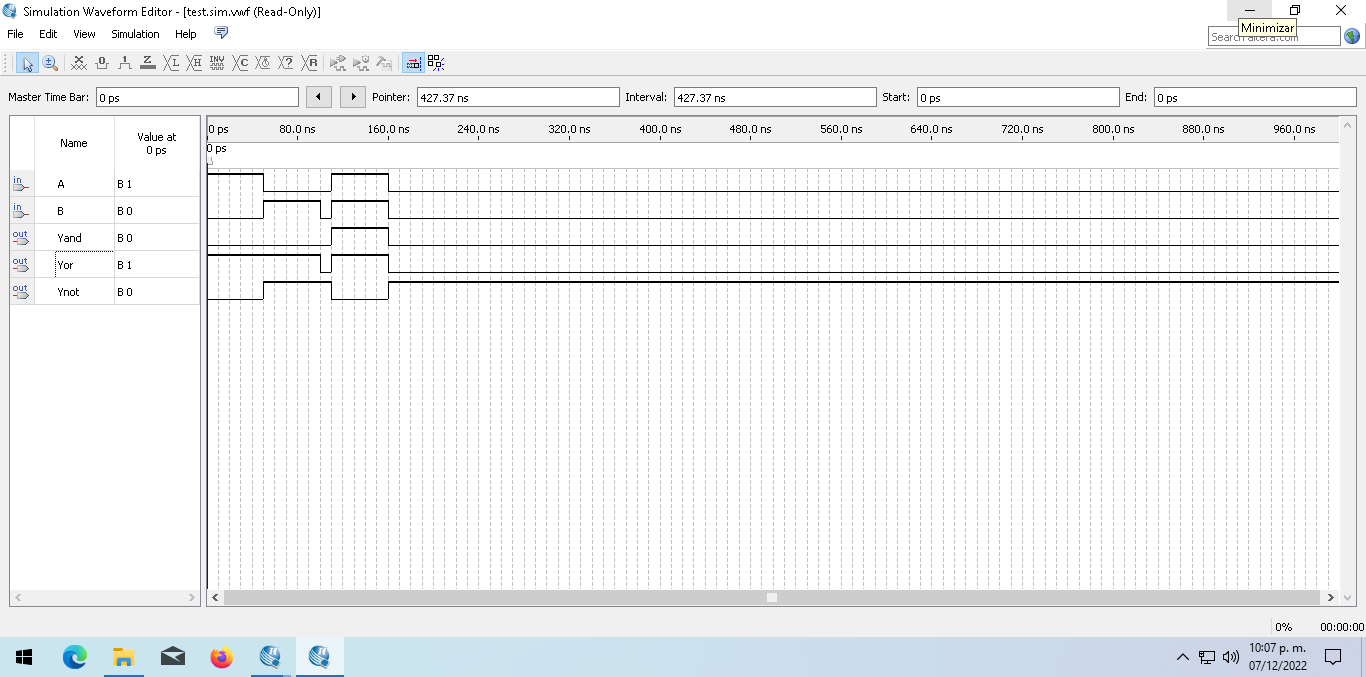 Simulation Waveform Editor - [test.sim.vwf (Read-Only)]
File Edit View Simulation Help
Minimizar
Master Time Bar: 0 ps Pointer: 427.37 ns Interval: 427.37 ns Start: 0 ps End: 0 ps
Name Value at 0 ps
0 ps 80.0 ns 160.0 ns 240.0 ns 320.0 ns 400.0 ns 480.0 ns 560.0 ns 640.0 ns 720.0 ns 800.0 ns 880.0 ns 960.0 ns
0 ps
in A B 1
in B B 0
out Yand B 0
out Yor B 1
out Ynot B 0
0% 00:00:00
10:07 p. m.
07/12/2022